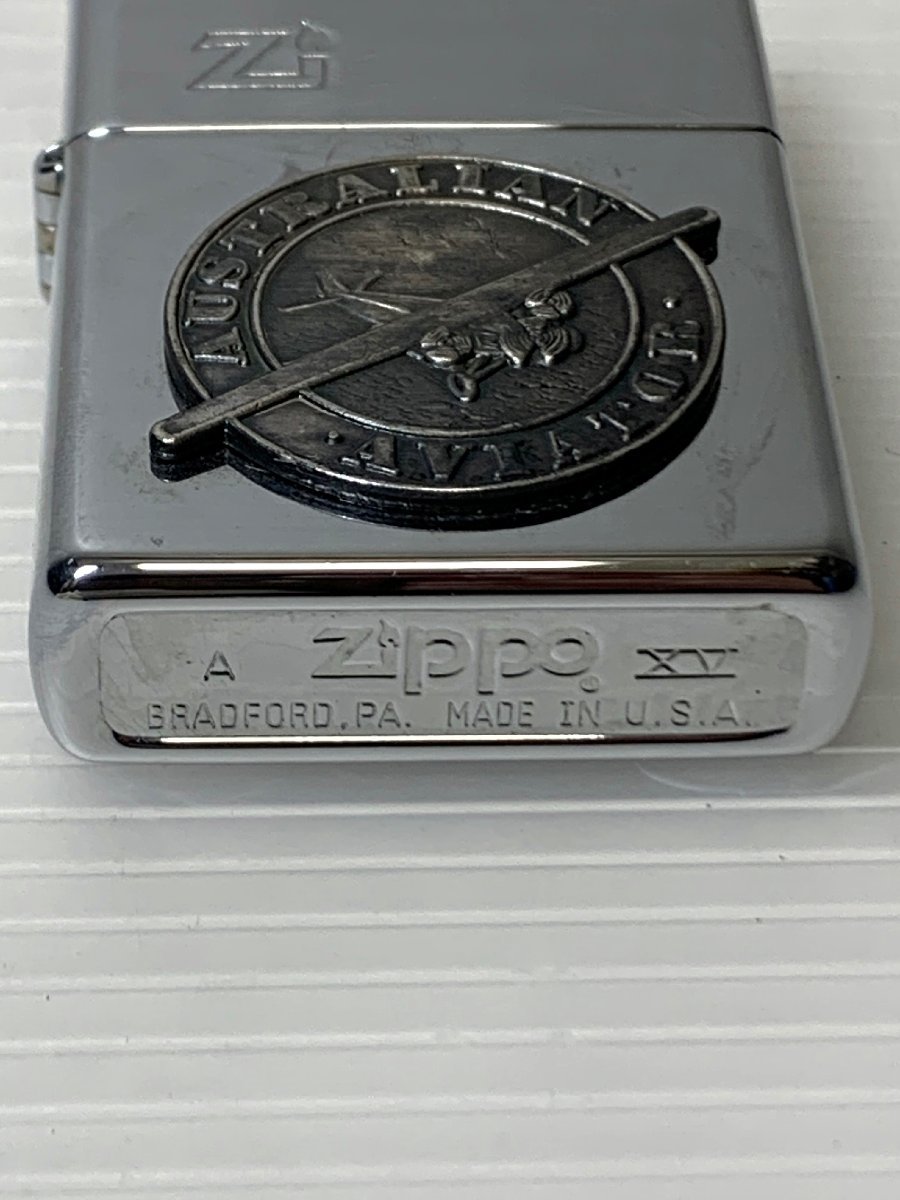 Zi
AUSTRALIAN
AVIATOR
A Zippo® XV
BRADFORD,PA. MADE IN U.S.A.